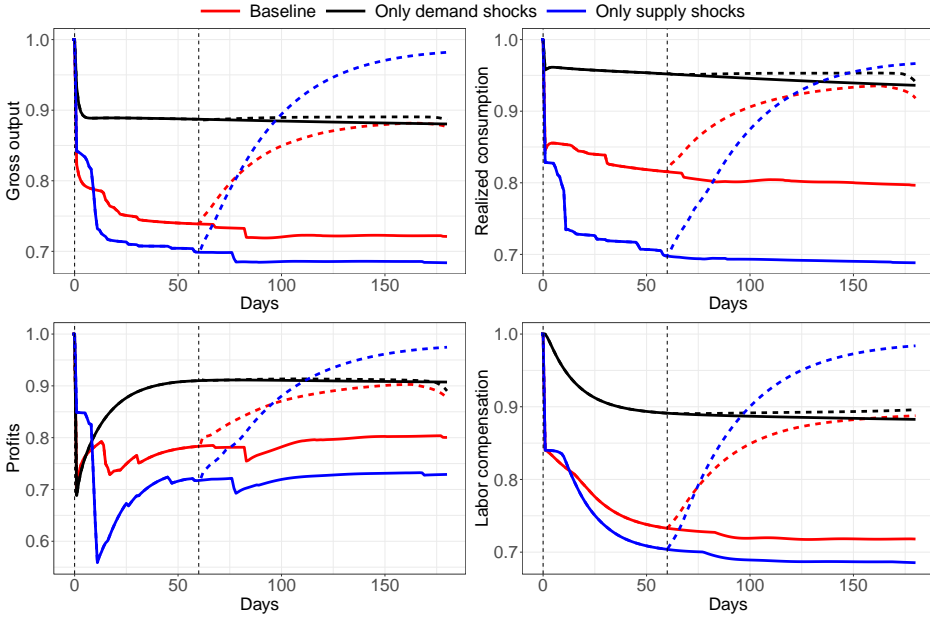 Baseline Only demand shocks Only supply shocks
Gross output
1.0
0.9
0.8
0.7
0 50 100 150
Days
Realized consumption
1.0
0.9
0.8
0.7
0 50 100 150
Days
Profits
1.0
0.9
0.8
0.7
0.6
0 50 100 150
Days
Labor compensation
1.0
0.9
0.8
0.7
0 50 100 150
Days